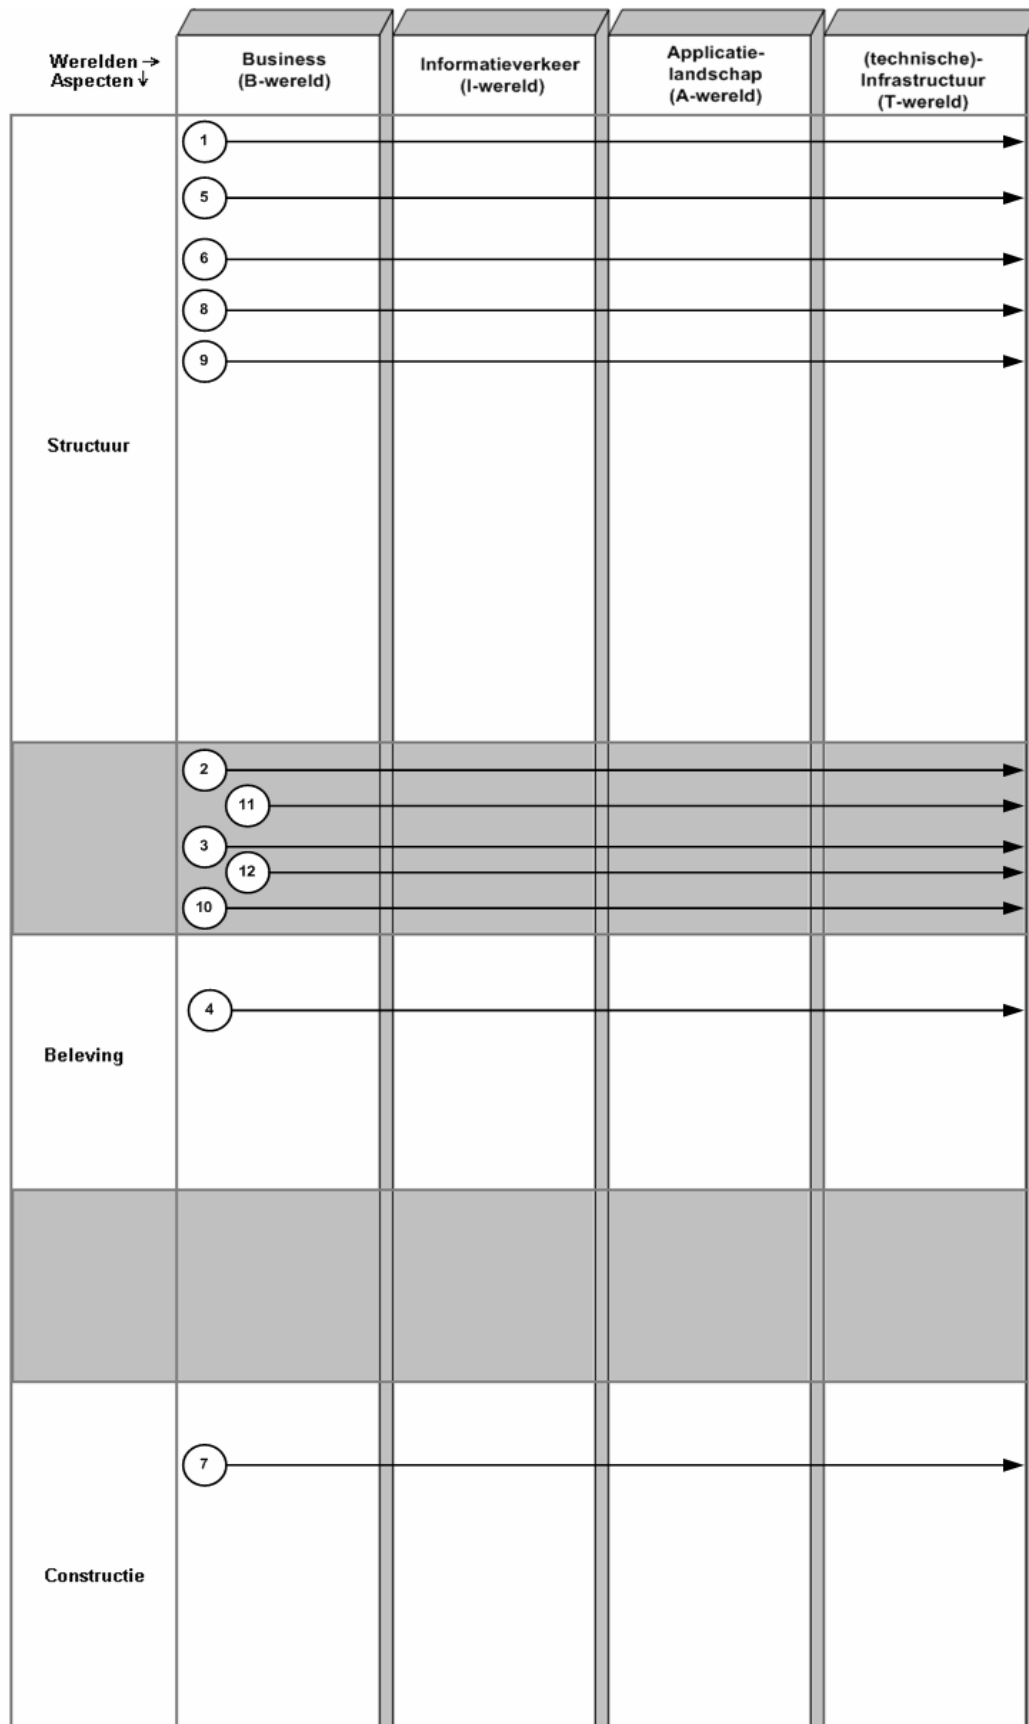 Werelden →
Aspecten ↓
Business
(B-wereld)
Informatieverkeer
(I-wereld)
Applicatie-
landschap
(A-wereld)
(technische)-
Infrastructuur
(T-wereld)
1
5
6
8
9
Structuur
2
11
3
12
10
4
Beleving
7
Constructie